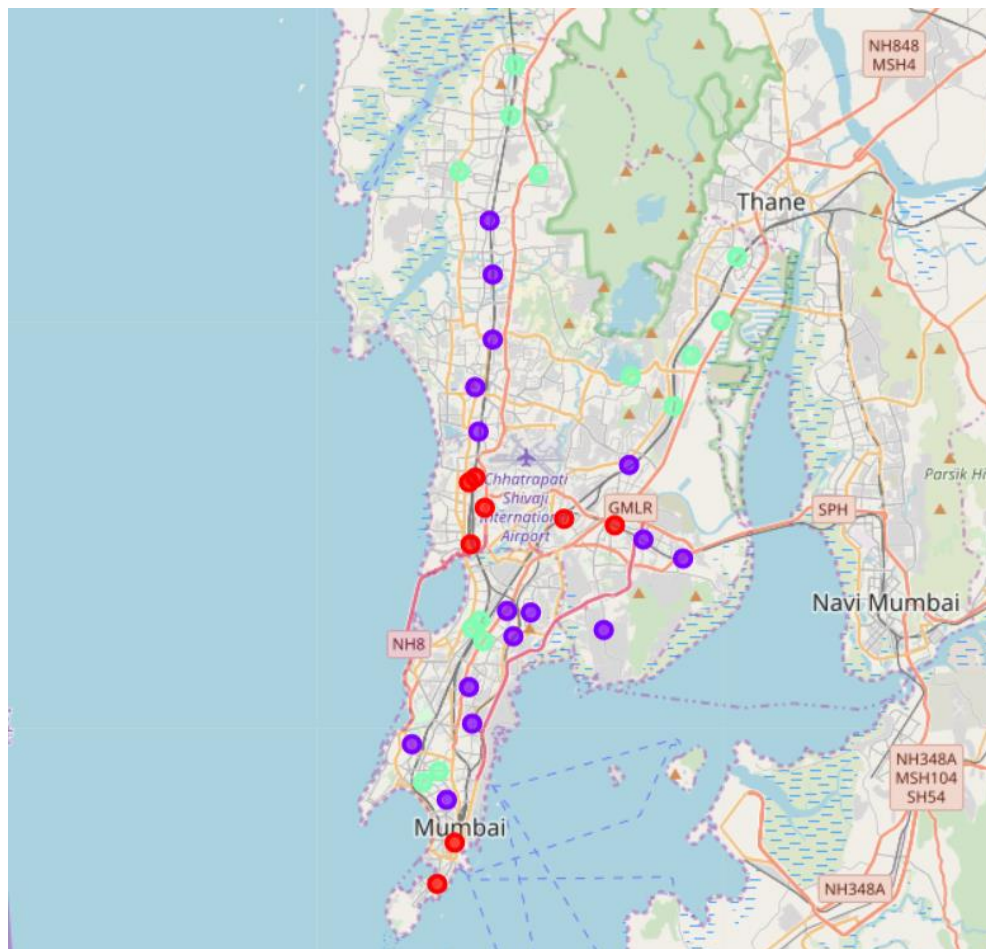 NH848
MSH4
Thane
Chhatrapati
Shivaji
International
Airport
GMLR
SPH
Parsik Hi
Navi Mumbai
NH8
NH348A
MSH104
SH54
Mumbai
NH348A